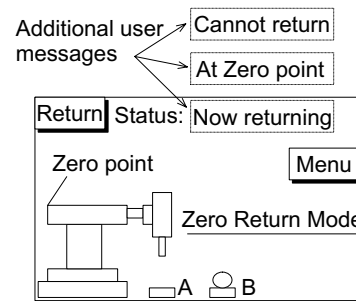 Additional user
messages
Cannot return
At Zero point
Return Status: Now returning
Zero point
Menu
Zero Return Mode
A B